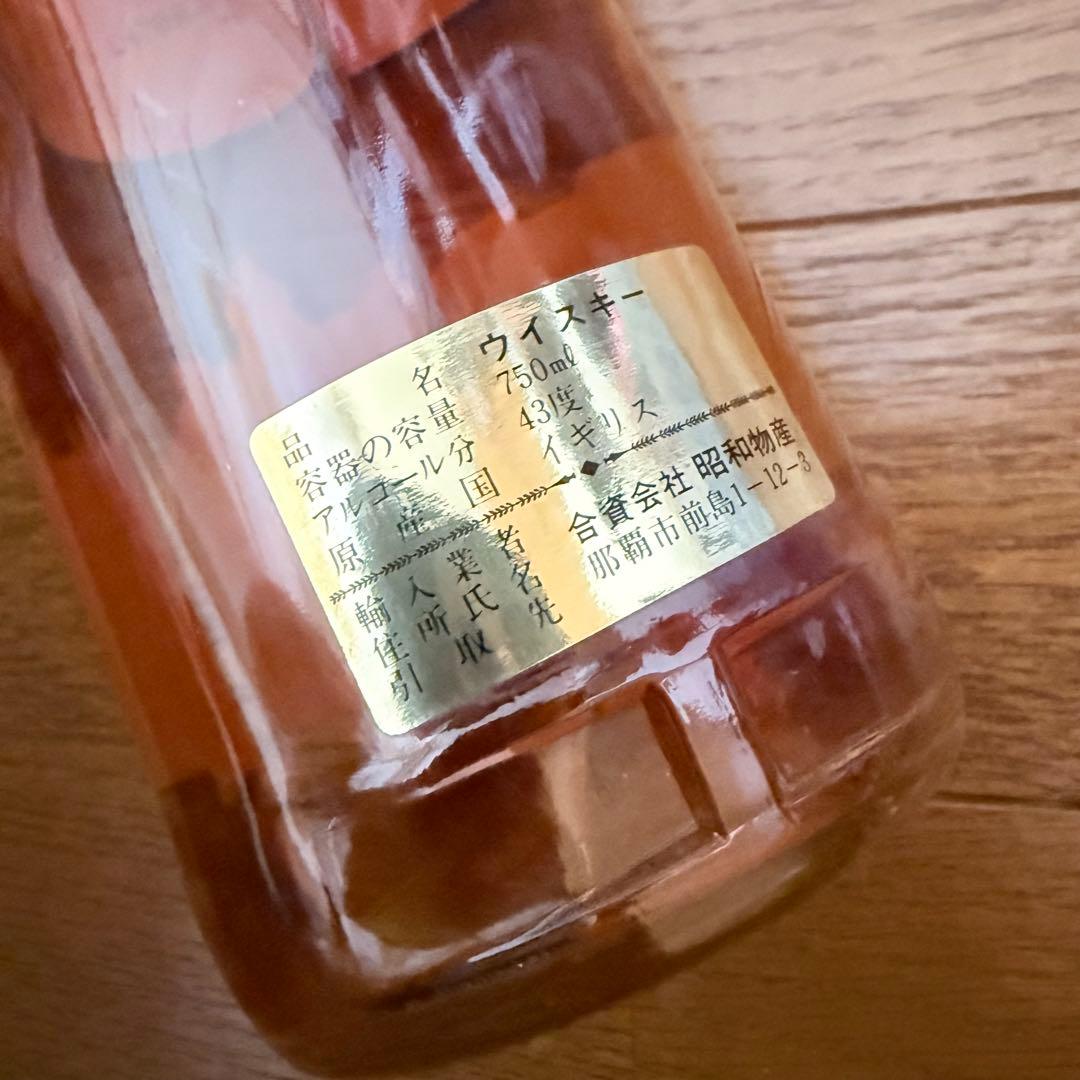 品名 ウイスキー
容器の容量 750ml
アルコール分 43度
原産国 イギリス
輸入業者 合資会社 昭和物産
住所氏名 那覇市前島1-12-3
引取先